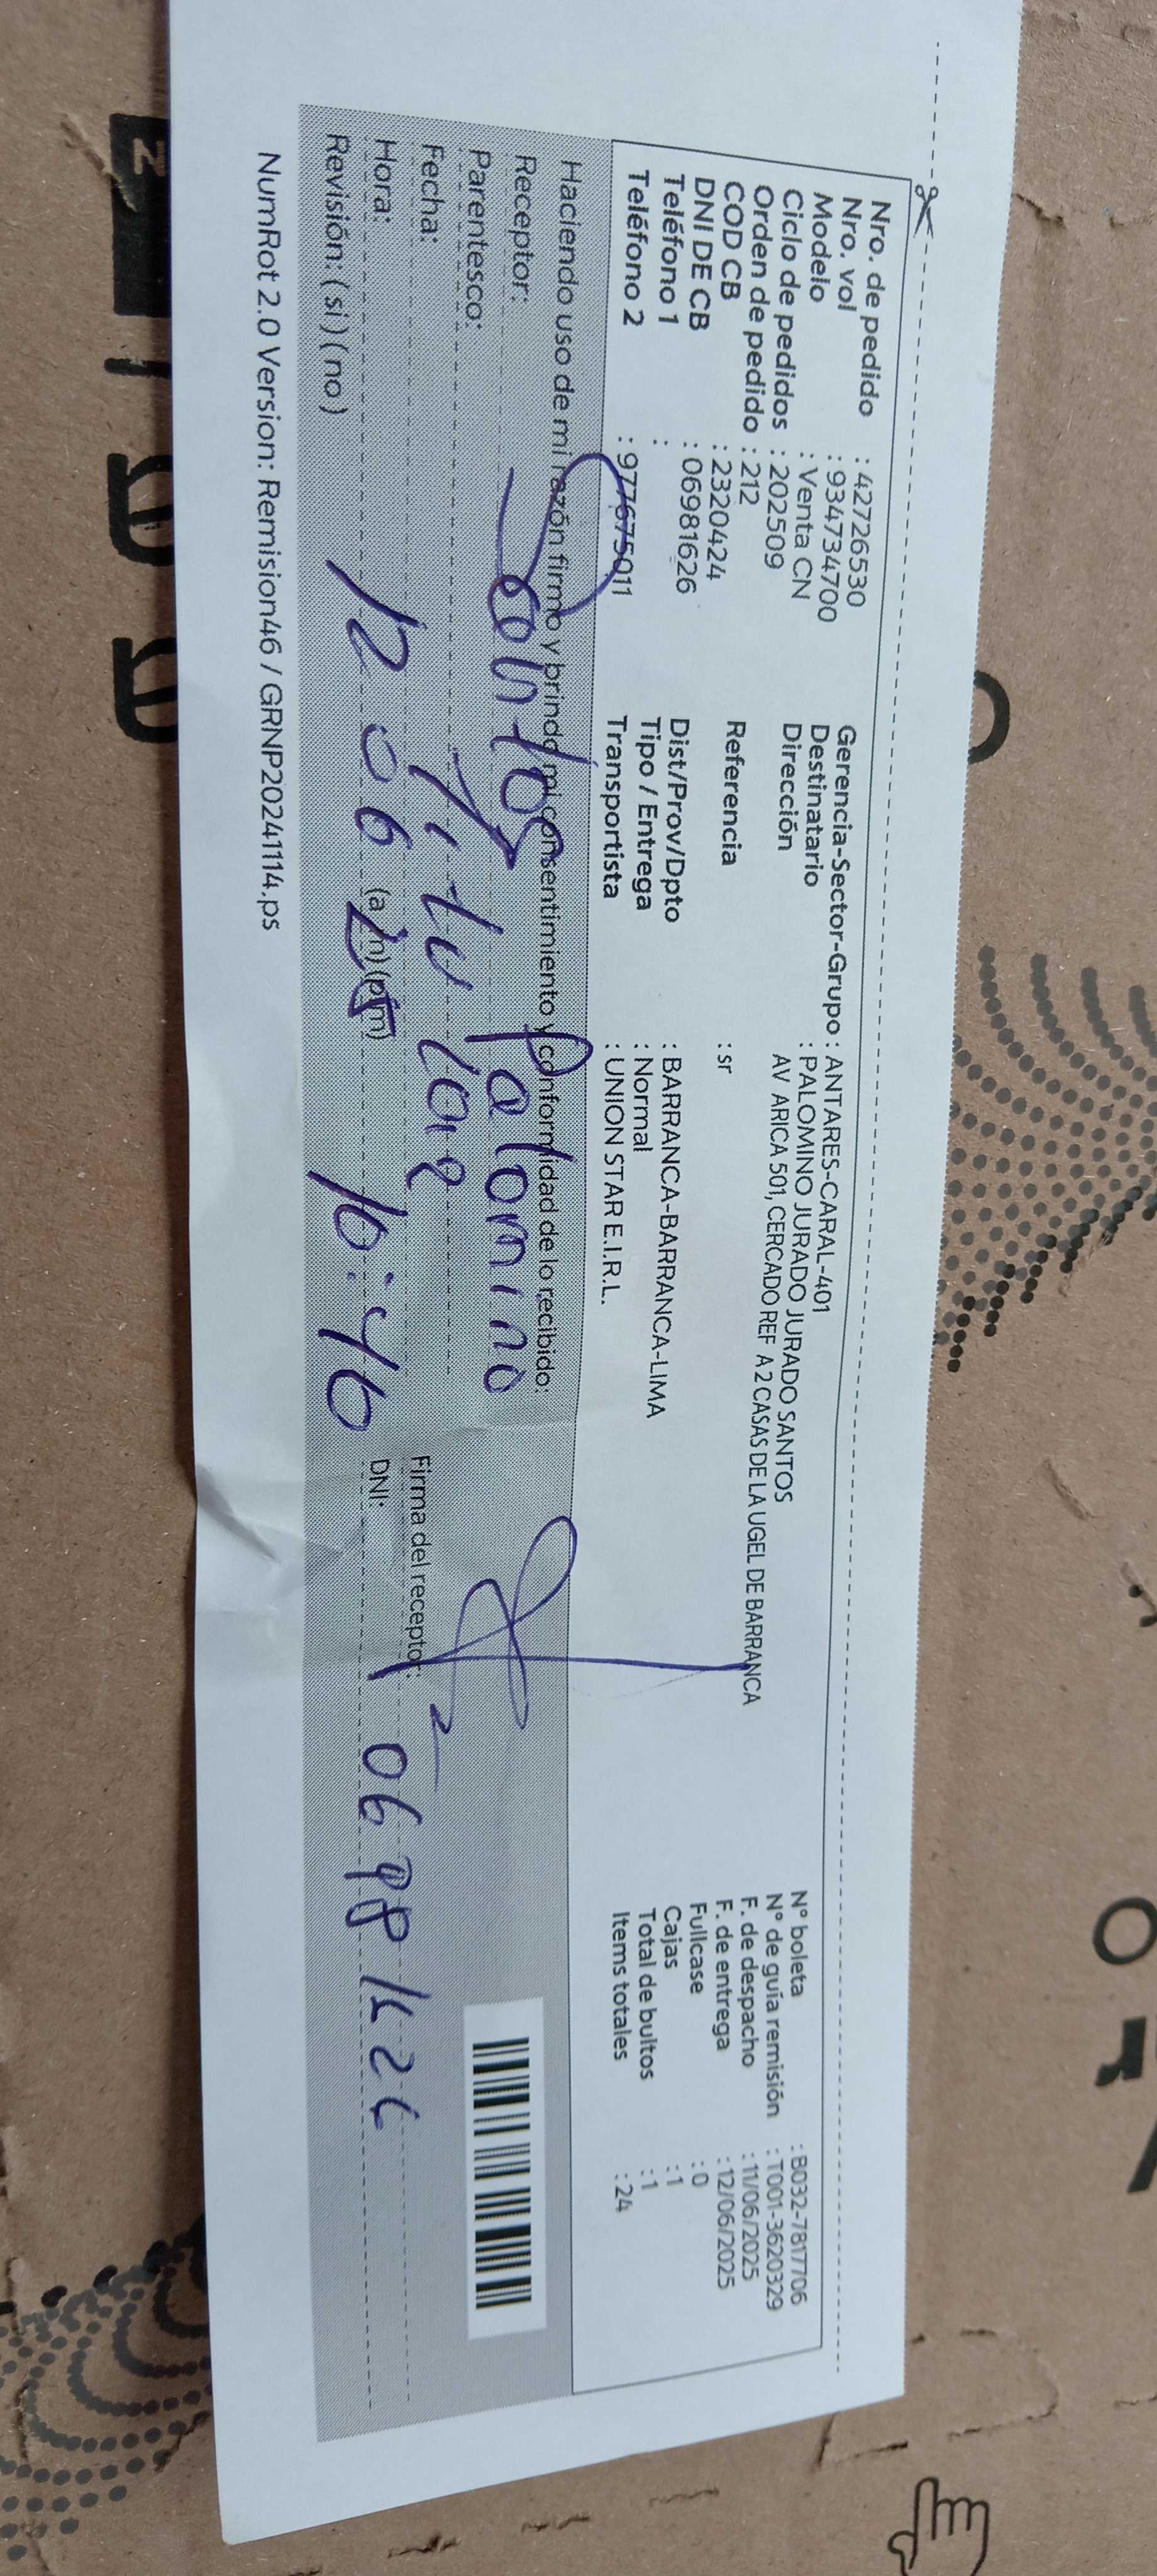 Nro. de pedido : 42726530
Nro. vol : 934734700
Modelo : Venta CN
Ciclo de pedidos : 202509
Orden de pedido : 212
COD CB : 2320424
DNI DE CB : 06981626
Teléfono 1 :
Teléfono 2 : 977675011
Gerencia-Sector-Grupo : ANTARES-CARAL-401
Destinatario : PALOMINO JURADO JURADO SANTOS
Dirección AV ARICA 501, CERCADO REF A 2 CASAS DE LA UGEL DE BARRANCA
Referencia : sr
Dist/Prov/Dpto : BARRANCA-BARRANCA-LIMA
Tipo / Entrega : Normal
Transportista : UNION STAR E.I.R.L.
N° boleta : B032-7817706
N° de guía remisión : T001-3620329
F. de despacho : 11/06/2025
F. de entrega : 12/06/2025
Fullcase : 0
Cajas : 1
Total de bultos : 1
Items totales : 24
Haciendo uso de mi razón firmo y brindo mi consentimiento y conformidad de lo recibido:
Receptor: Santos Palomino
Parentesco: Titular
Fecha: 12 06 25
Hora: (a m) (p m) 10:40
Revisión: (si) (no)
Firma del receptor:
DNI: 06981626
NumRot 2.0 Version: Remision46 / GRNP20241114.ps